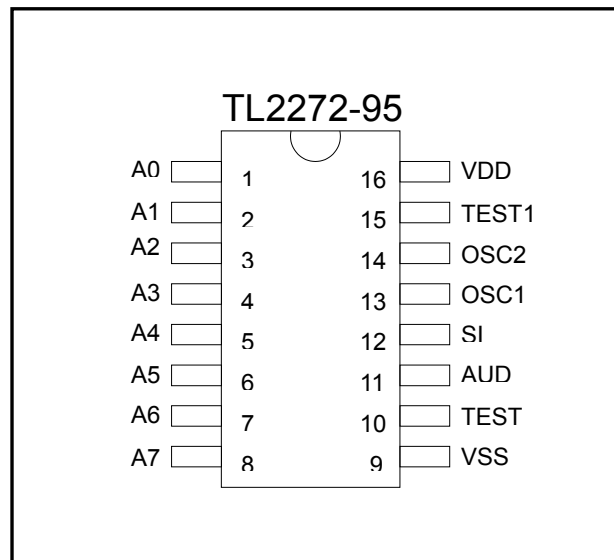 TL2272-95
A0 1 16 VDD
A1 2 15 TEST1
A2 3 14 OSC2
A3 4 13 OSC1
A4 5 12 SI
A5 6 11 AUD
A6 7 10 TEST
A7 8 9 VSS